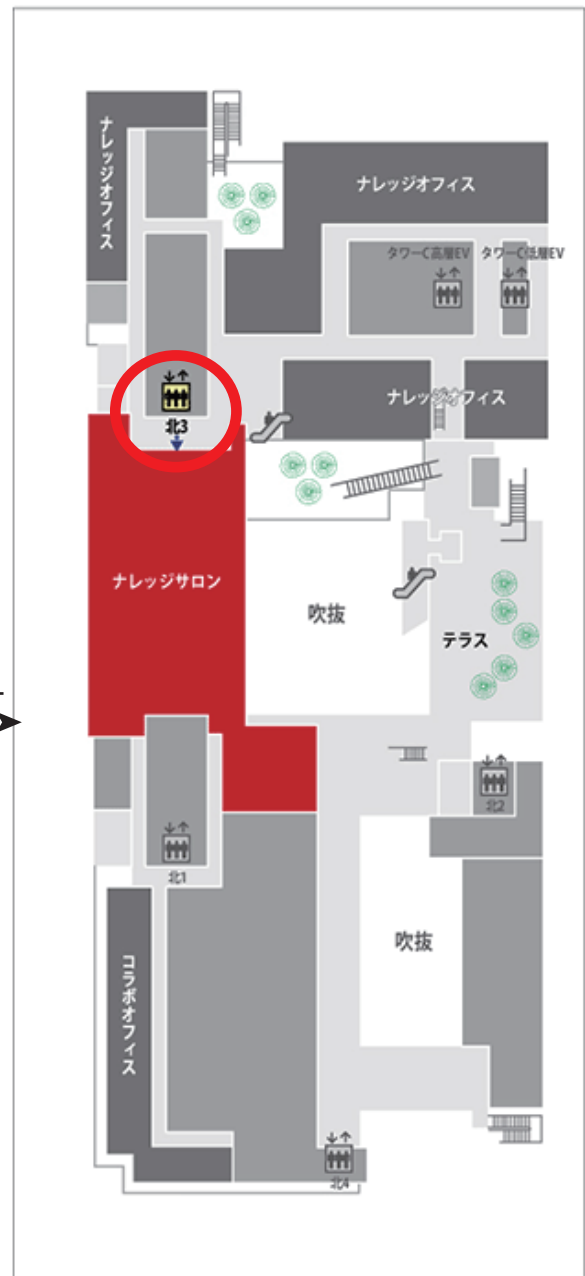 ナレッジオフィス
ナレッジオフィス
タワーC高層EV
タワーC低層EV
北3
ナレッジオフィス
ナレッジサロン
吹抜
テラス
北2
北1
吹抜
コラボオフィス
北4